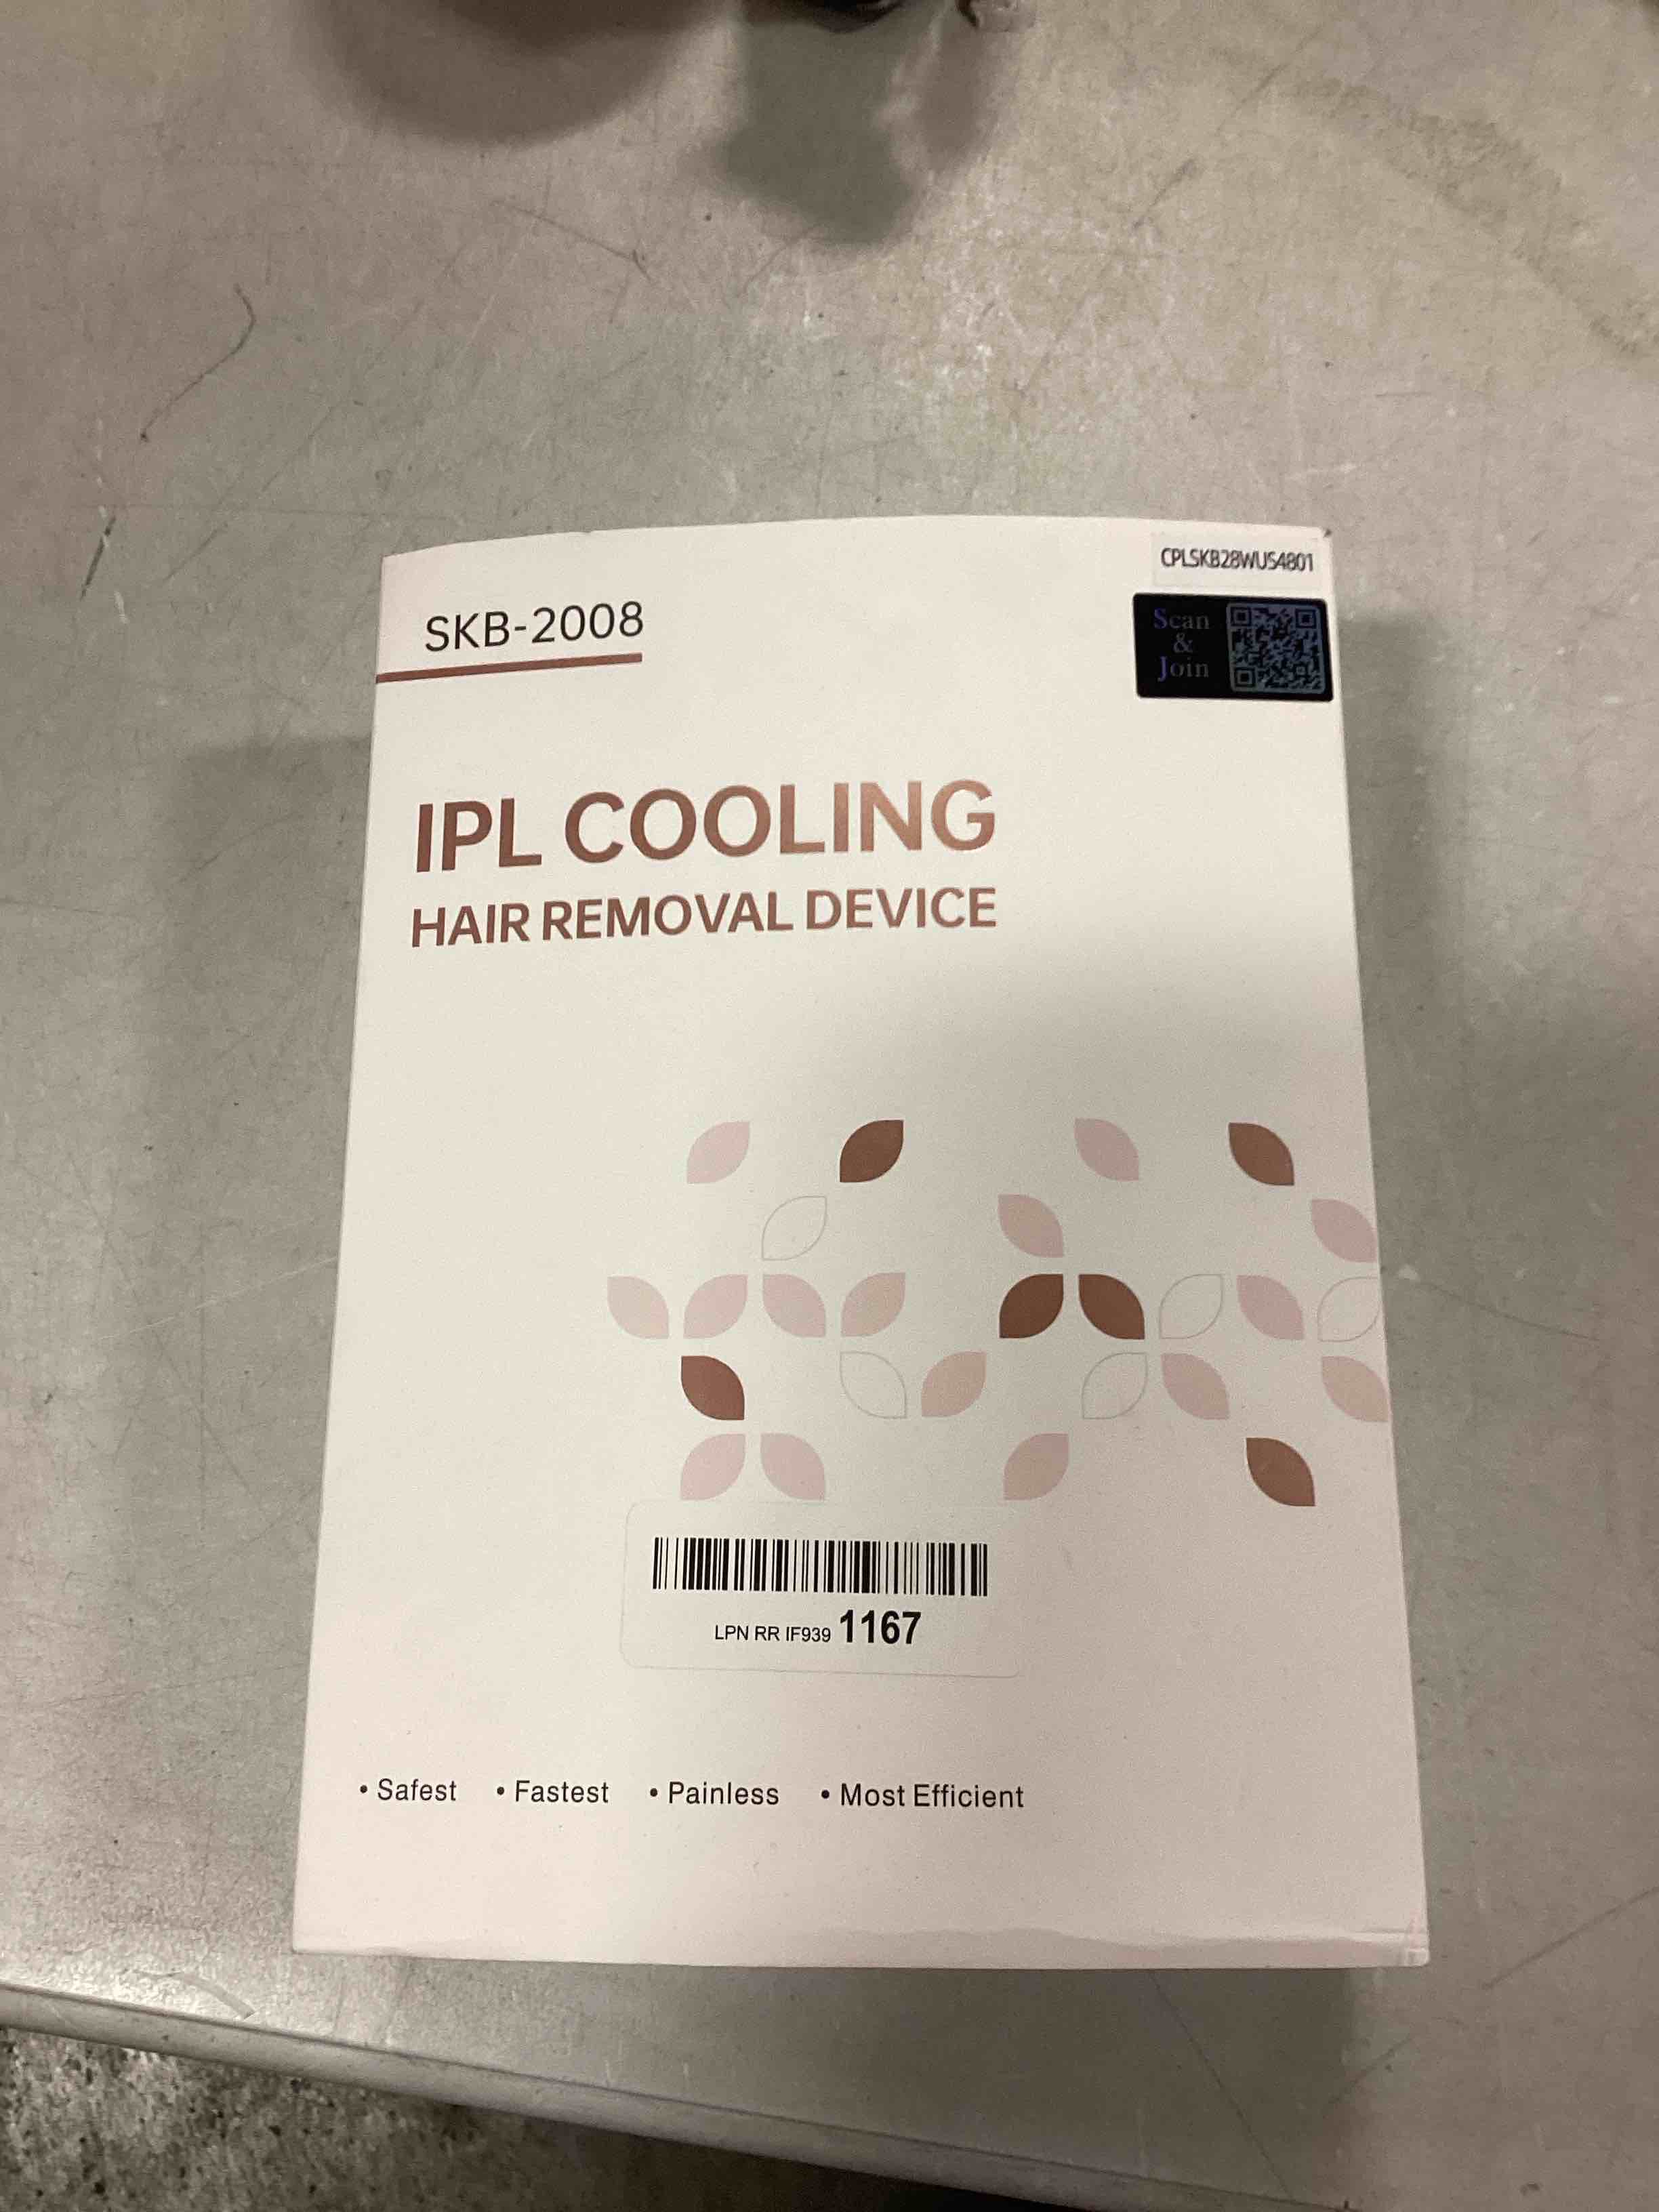 CPLSKB28WUS4801
SKB-2008
Scan
&
Join
IPL COOLING
HAIR REMOVAL DEVICE
LPN RR IF939 1167
• Safest • Fastest • Painless • Most Efficient